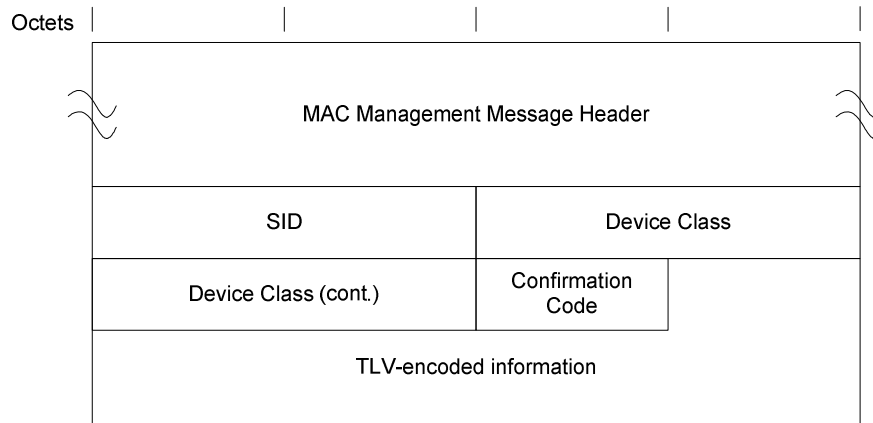 Octets
MAC Management Message Header
SID
Device Class
Device Class (cont.)
Confirmation
Code
TLV-encoded information